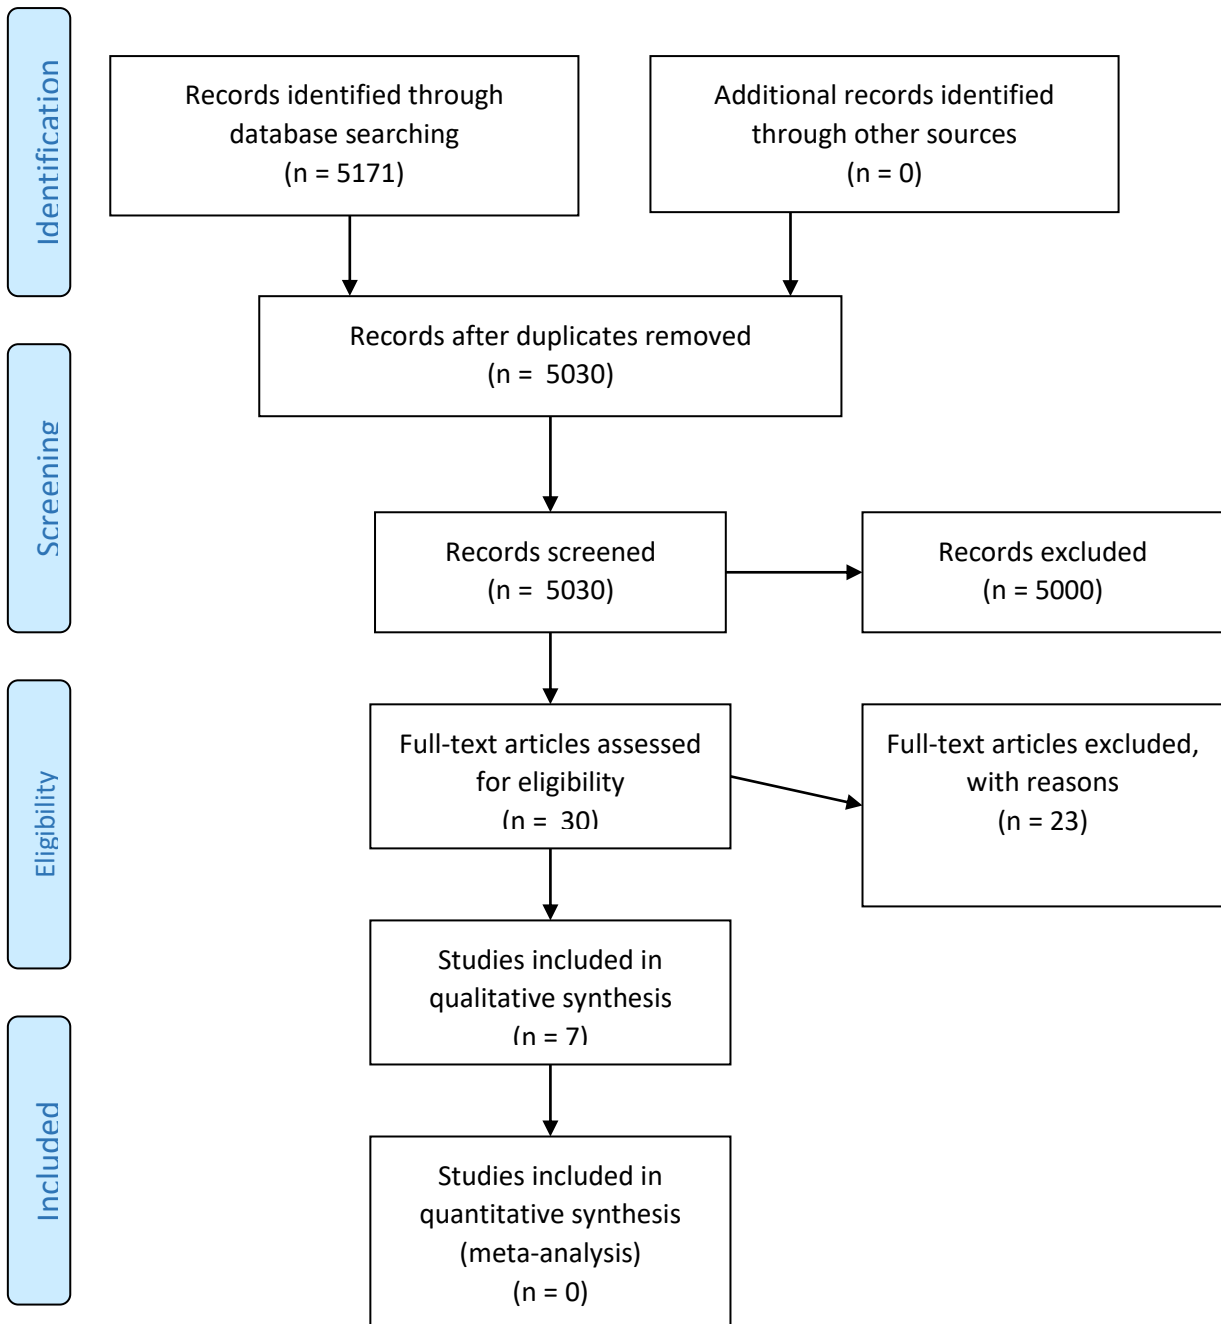 Identification
Records identified through
database searching
(n = 5171)
Additional records identified
through other sources
(n = 0)
Records after duplicates removed
(n =  5030)
Screening
Records screened
(n =  5030)
Records excluded
(n = 5000)
Eligibility
Full-text articles assessed
for eligibility
(n =  30)
Full-text articles excluded,
with reasons
(n = 23)
Studies included in
qualitative synthesis
(n = 7)
Included
Studies included in
quantitative synthesis
(meta-analysis)
(n = 0)